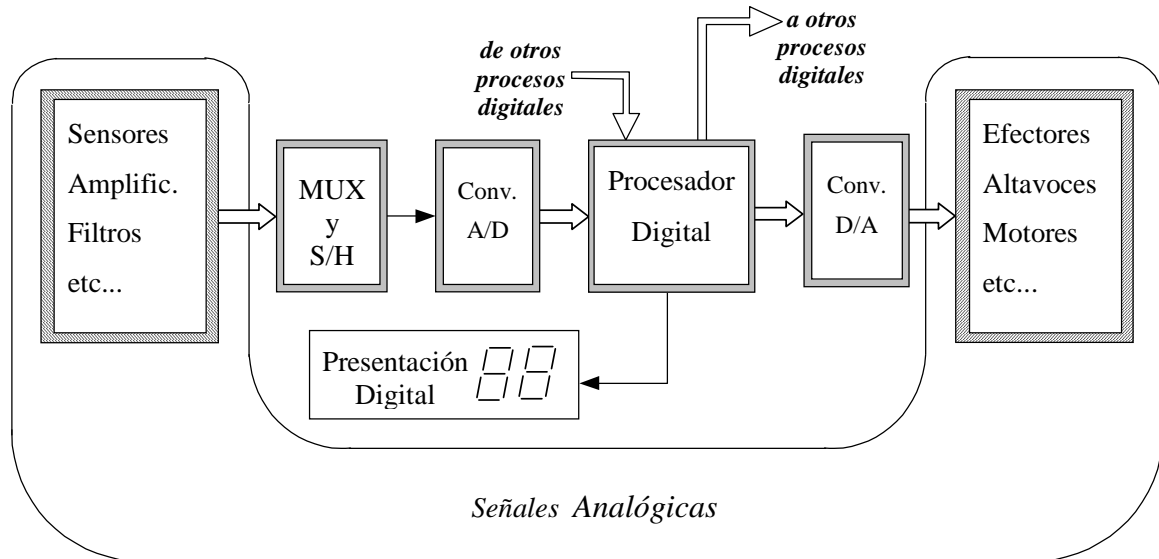 de otros
procesos
digitales
a otros
procesos
digitales
Sensores
Amplific.
Filtros
etc...
MUX
y
S/H
Conv.
A/D
Procesador
Digital
Conv.
D/A
Efectores
Altavoces
Motores
etc...
Presentación
Digital
88
Señales Analógicas